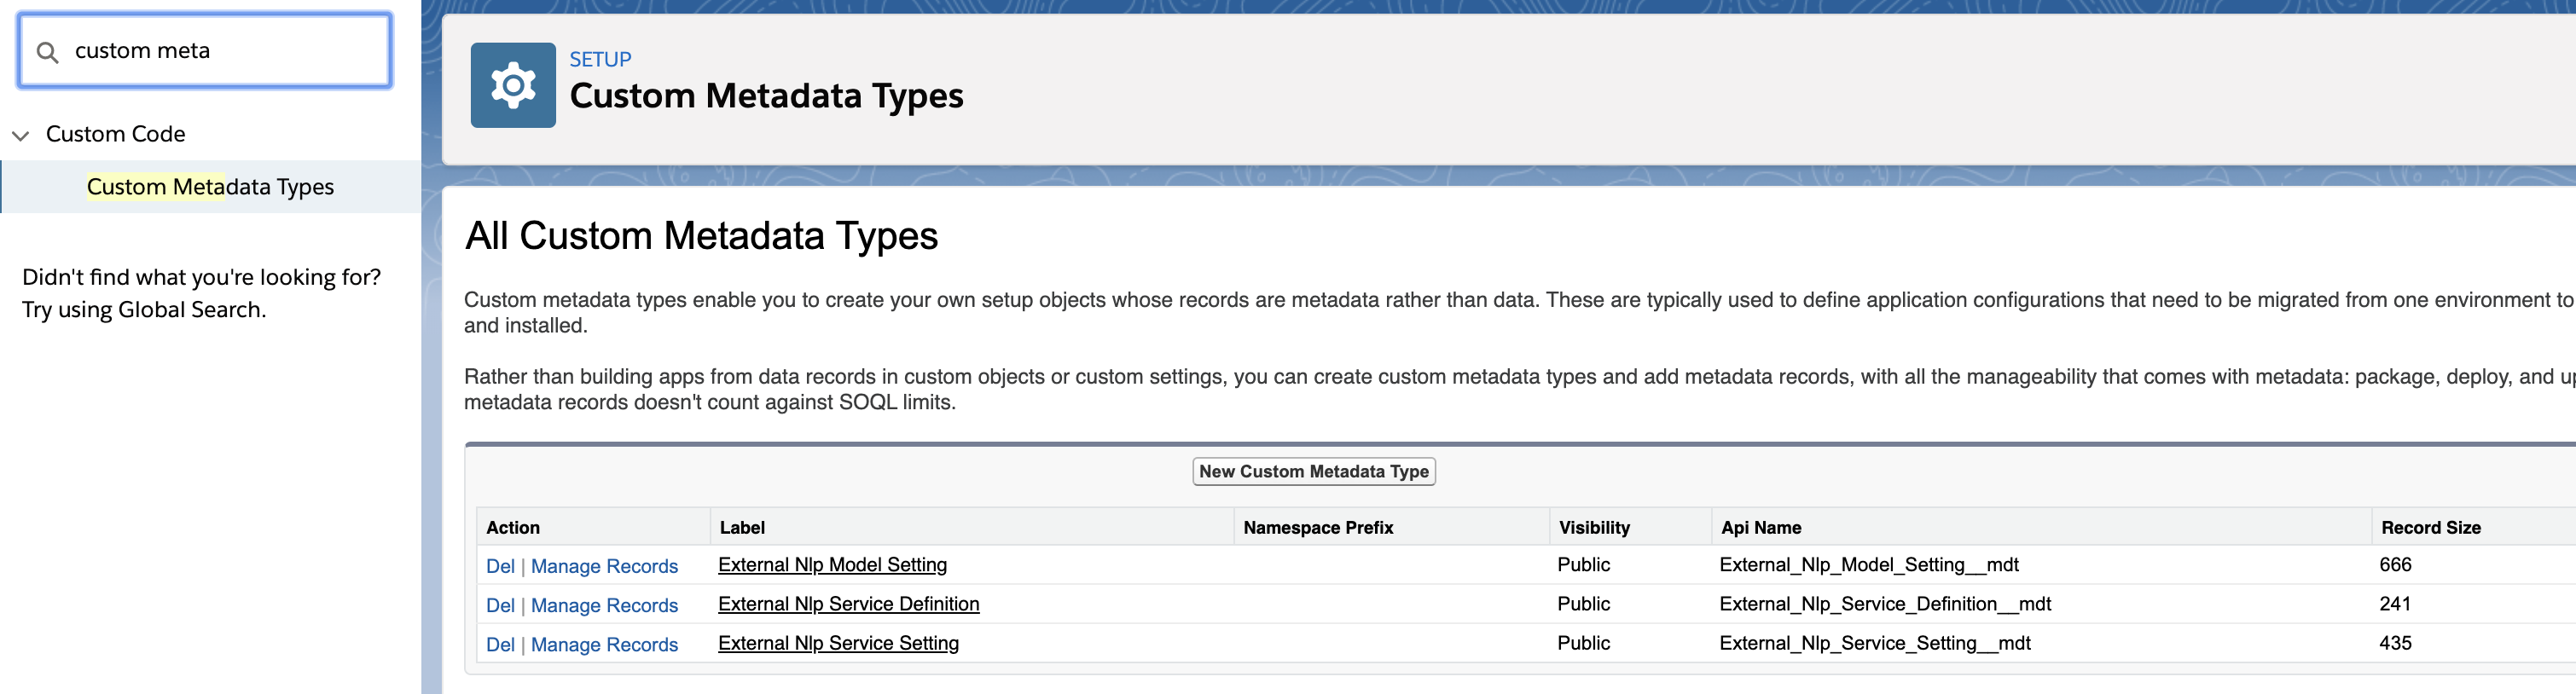 custom meta
Custom Code
Custom Metadata Types
Didn't find what you're looking for?
Try using Global Search.
SETUP
Custom Metadata Types
All Custom Metadata Types
Custom metadata types enable you to create your own setup objects whose records are metadata rather than data. These are typically used to define application configurations that need to be migrated from one environment to
and installed.
Rather than building apps from data records in custom objects or custom settings, you can create custom metadata types and add metadata records, with all the manageability that comes with metadata: package, deploy, and up
metadata records doesn't count against SOQL limits.
New Custom Metadata Type
Action Label Namespace Prefix Visibility Api Name Record Size
Del | Manage Records External Nlp Model Setting Public External_Nlp_Model_Setting__mdt 666
Del | Manage Records External Nlp Service Definition Public External_Nlp_Service_Definition__mdt 241
Del | Manage Records External Nlp Service Setting Public External_Nlp_Service_Setting__mdt 435